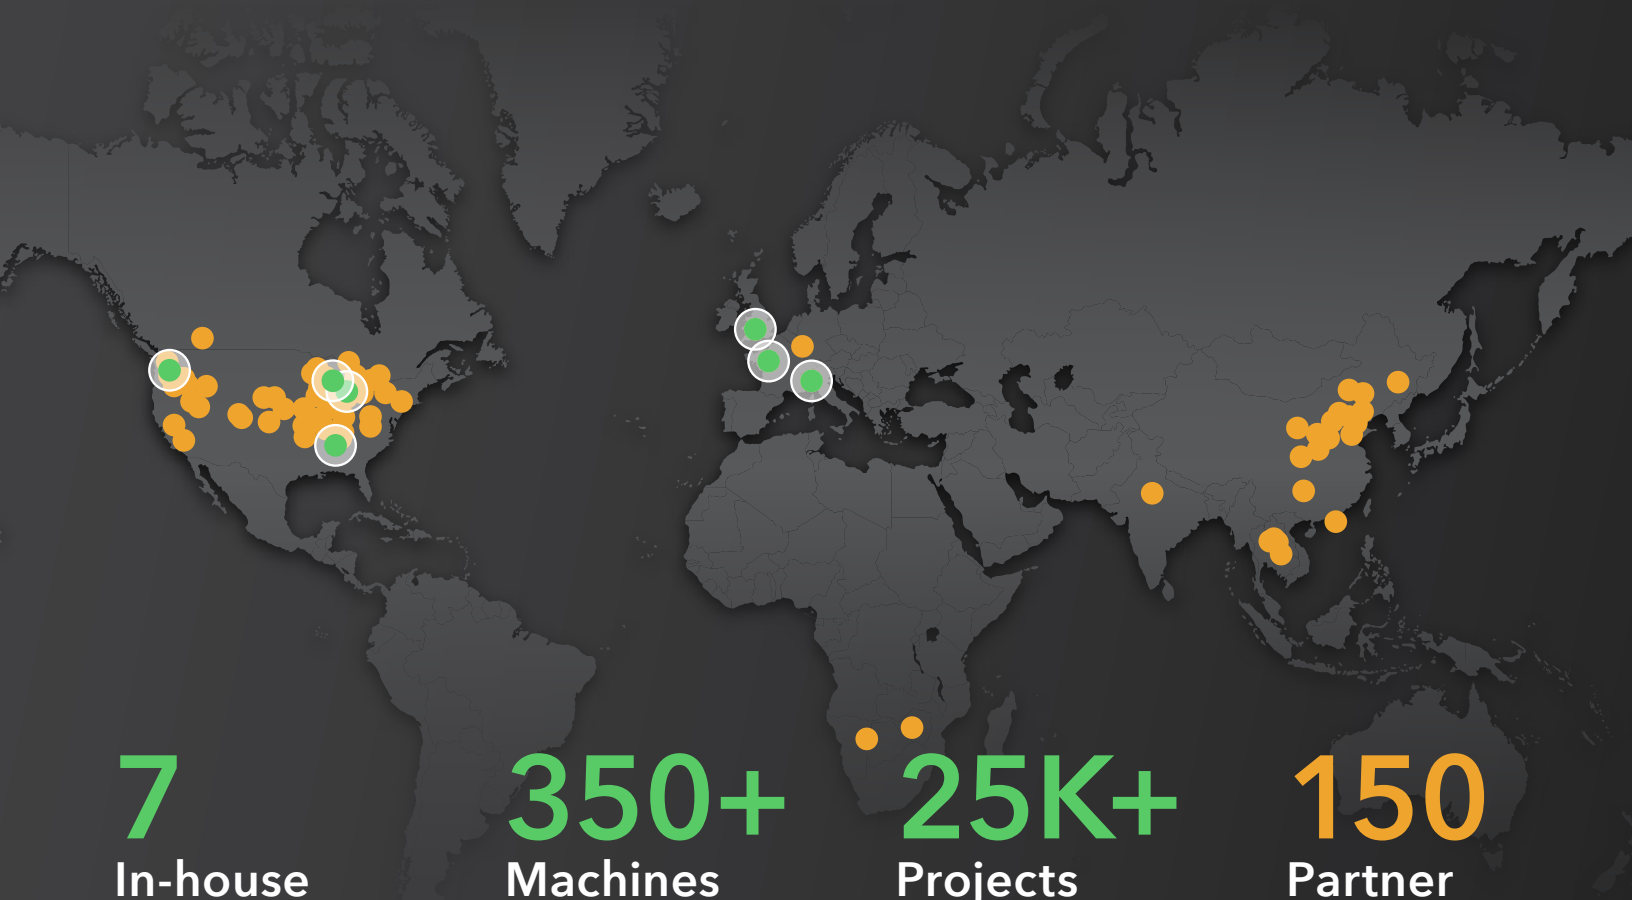 7 350+ 25K+ 150
In-house Machines Projects Partner